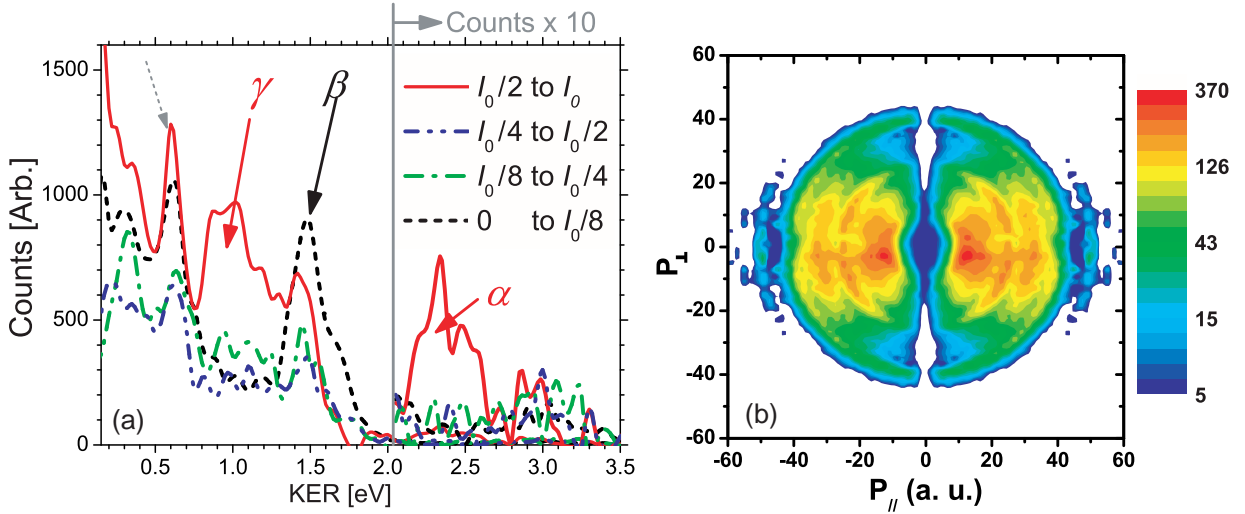 Counts x 10
1500
1000
500
0
Counts [Arb.]
γ
β
α
I0/2 to I0
I0/4 to I0/2
I0/8 to I0/4
0 to I0/8
(a)
0.5 1.0 1.5 2.0 2.5 3.0 3.5
KER [eV]
60
40
20
0
-20
-40
-60
P⊥
(b)
-60 -40 -20 0 20 40 60
P// (a. u.)
370
126
43
15
5